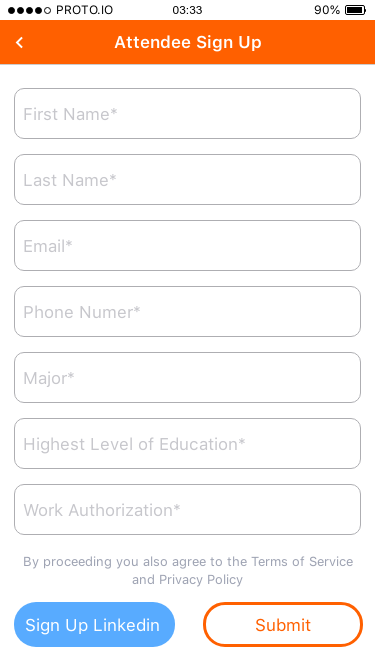 PROTO.IO 03:33 90%
Attendee Sign Up
First Name*
Last Name*
Email*
Phone Numer*
Major*
Highest Level of Education*
Work Authorization*
By proceeding you also agree to the Terms of Service
and Privacy Policy
Sign Up Linkedin Submit